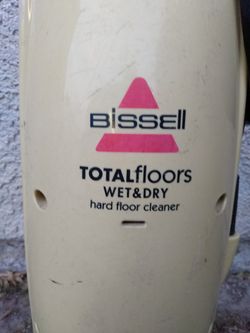 BISSELL
TOTALfloors
WET&DRY
hard floor cleaner